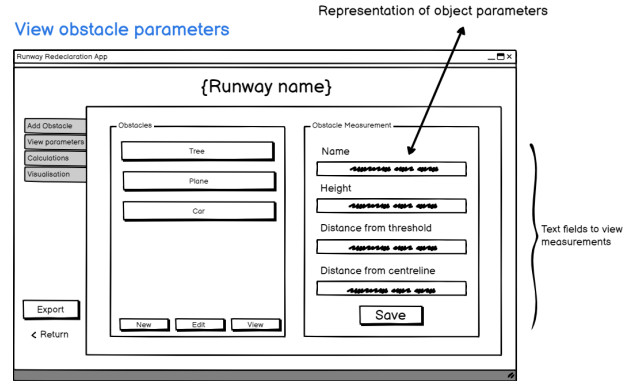 Representation of object parameters
View obstacle parameters
Runway Redeclaration App
{Runway name}
Add Obstacle
View parameters
Calculations
Visualisation
Obstacles
Tree
Plane
Car
New
Edit
View
Obstacle Measurement
Name
Height
Distance from threshold
Distance from centreline
Save
Text fields to view
measurements
Export
< Return